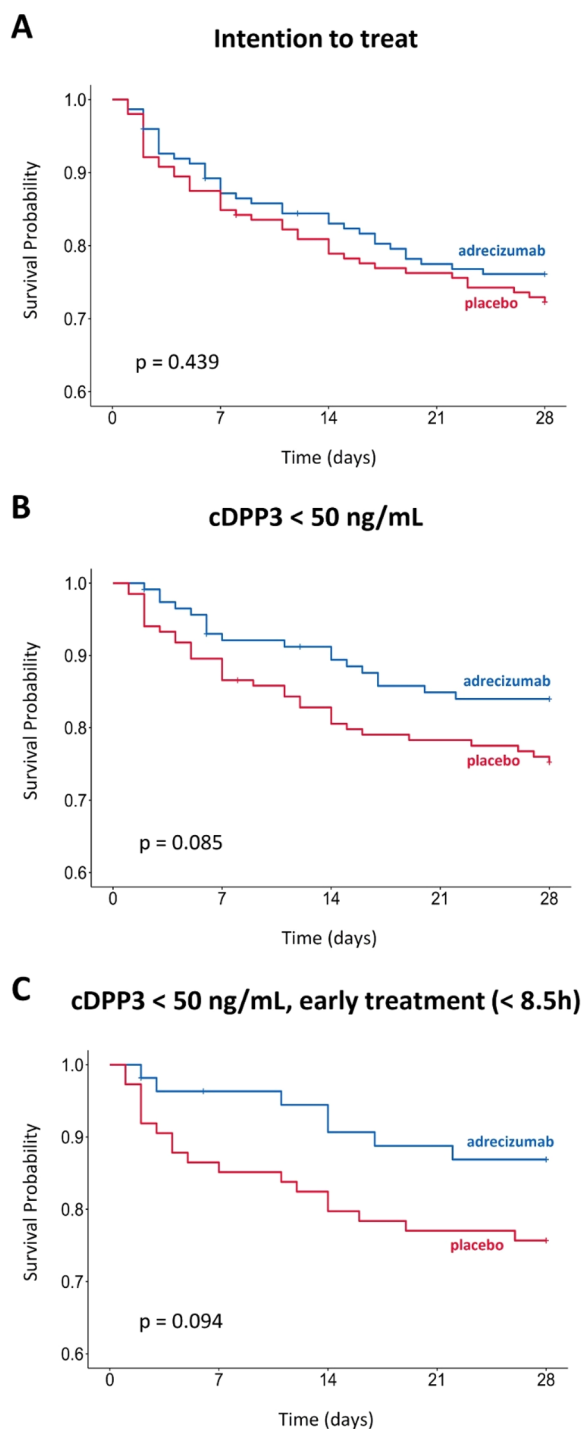 A
Intention to treat
1.0
0.9
0.8
0.7
0.6
Survival Probability
adrecizumab
placebo
p = 0.439
0 7 14 21 28
Time (days)
B
cDPP3 < 50 ng/mL
1.0
0.9
0.8
0.7
0.6
Survival Probability
adrecizumab
placebo
p = 0.085
0 7 14 21 28
Time (days)
C
cDPP3 < 50 ng/mL, early treatment (< 8.5h)
1.0
0.9
0.8
0.7
0.6
Survival Probability
adrecizumab
placebo
p = 0.094
0 7 14 21 28
Time (days)